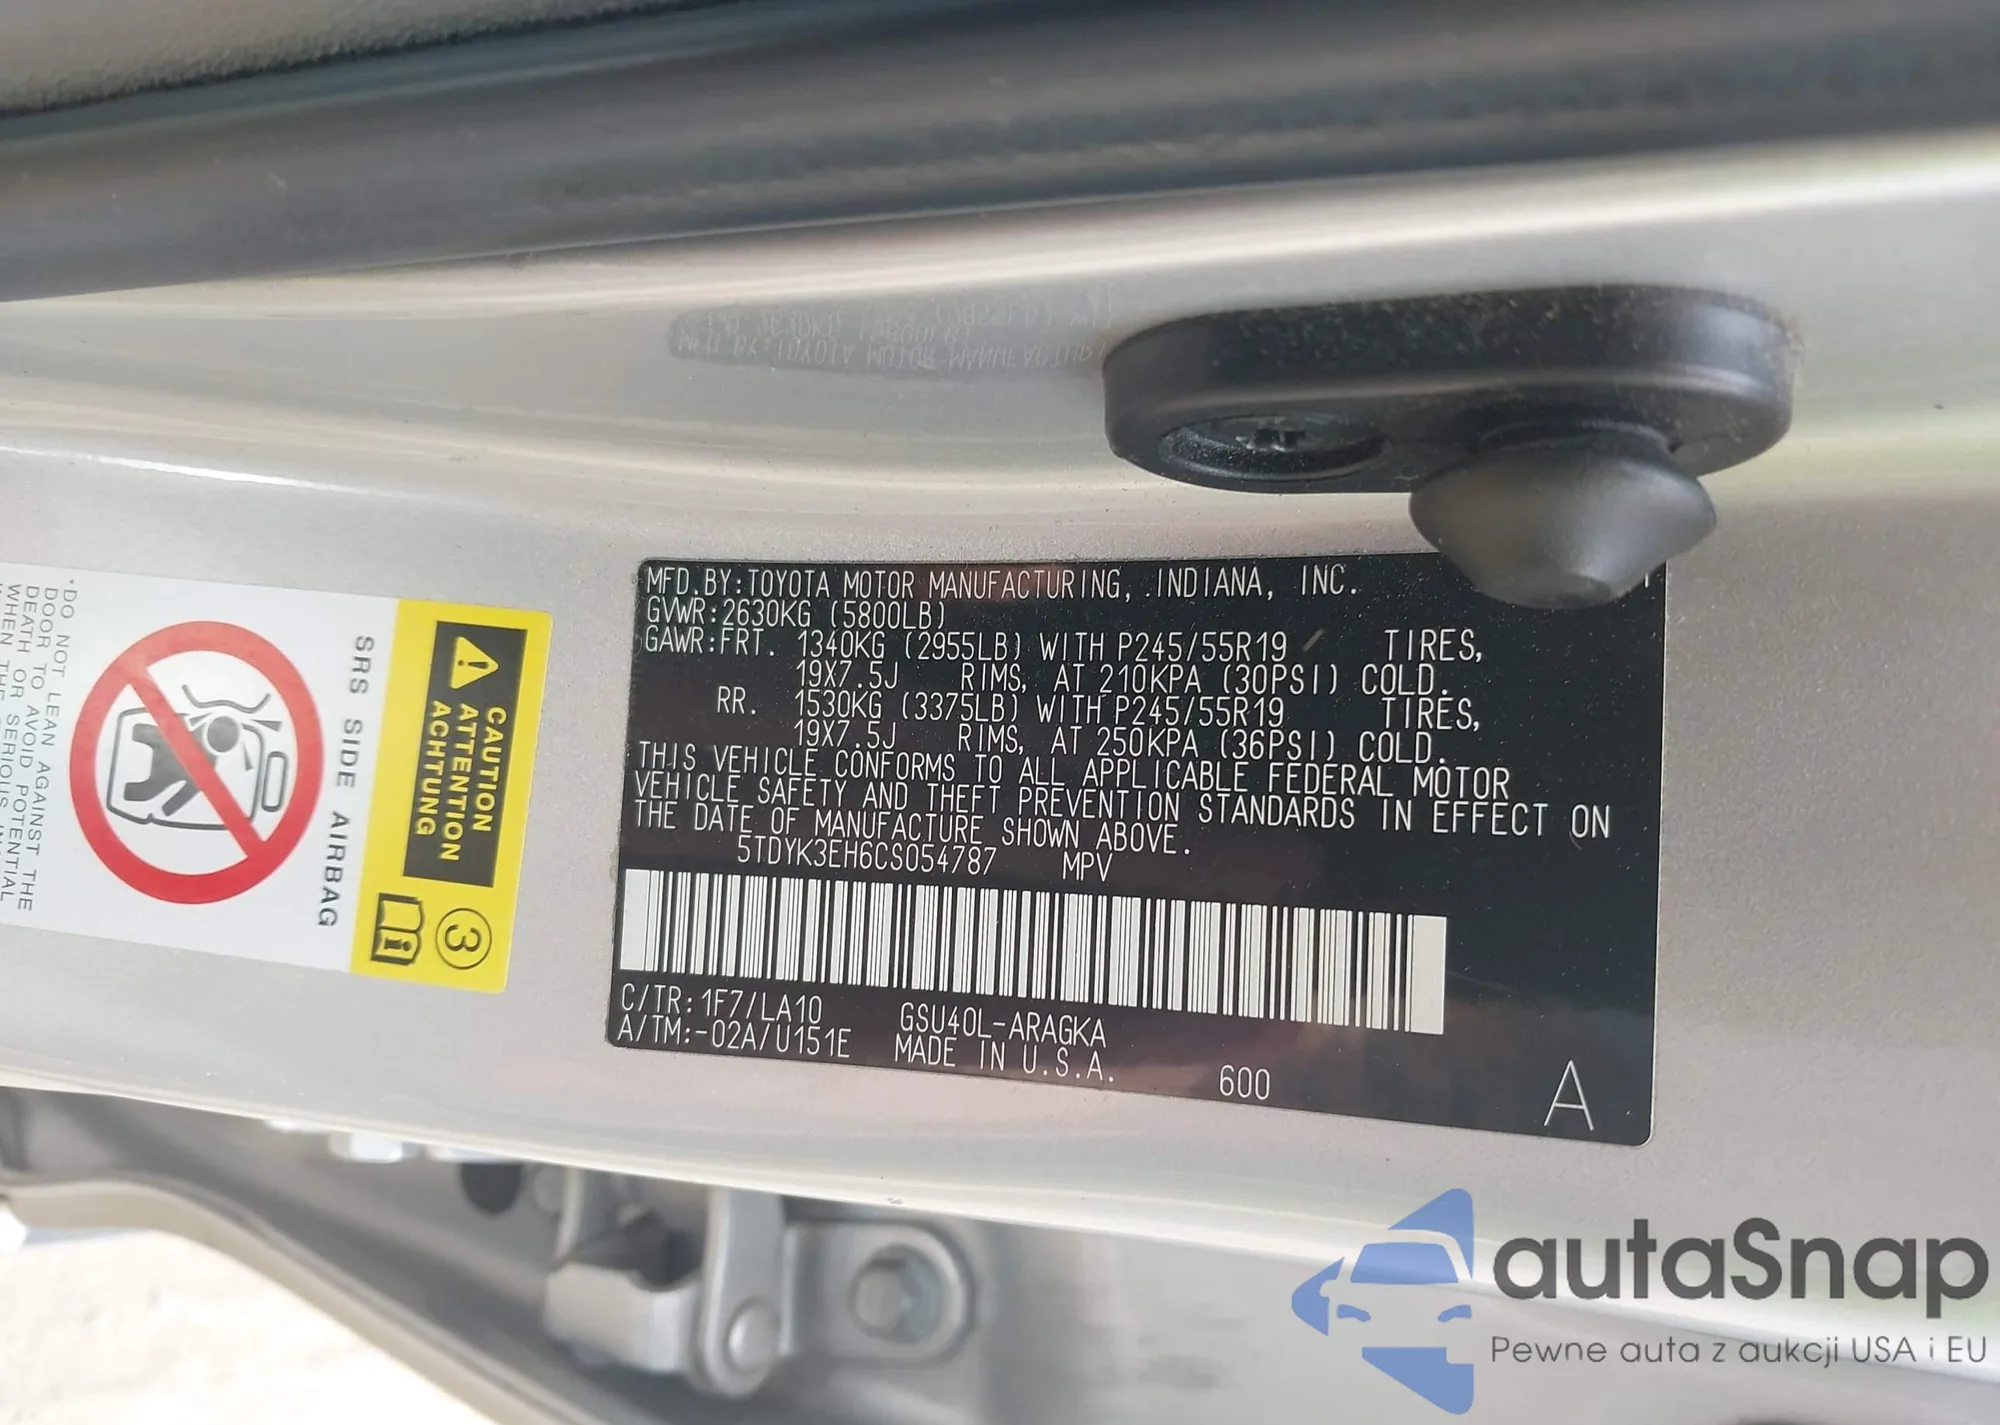 MFD.BY:TOYOTA MOTOR MANUFACTURING, INDIANA, INC.
GVWR:2630KG (5800LB)
GAWR:FRT. 1340KG (2955LB) WITH P245/55R19 TIRES,
19X7.5J RIMS, AT 210KPA (30PSI) COLD.
RR. 1530KG (3375LB) WITH P245/55R19 TIRES,
19X7.5J RIMS, AT 250KPA (36PSI) COLD.
THIS VEHICLE CONFORMS TO ALL APPLICABLE FEDERAL MOTOR
VEHICLE SAFETY AND THEFT PREVENTION STANDARDS IN EFFECT ON
THE DATE OF MANUFACTURE SHOWN ABOVE.
5TDYK3EH6CS054787 MPV
C/TR:1F7/LA10 GSU40L-ARAGKA
A/TM:-02A/U151E MADE IN U.S.A.
600
A
CAUTION
ATTENTION
ACHTUNG
3
SRS SIDE AIRBAG
*DO NOT LEAN AGAINST THE
DOOR TO AVOID POTENTIAL
DEATH OR SERIOUS
WHEN THE
autaSnap
Pewne auta z aukcji USA i EU